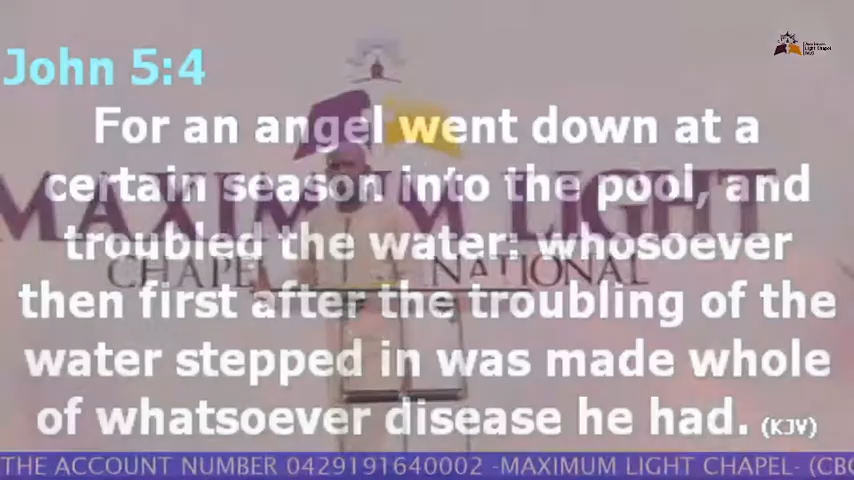 John 5:4
For an angel went down at a
certain season into the pool, and
troubled the water: whosoever
then first after the troubling of the
water stepped in was made whole
of whatsoever disease he had. (KJV)
MAXIMUM LIGHT
CHAPEL NATIONAL
THE ACCOUNT NUMBER 0429191640002 -MAXIMUM LIGHT CHAPEL- (CBG